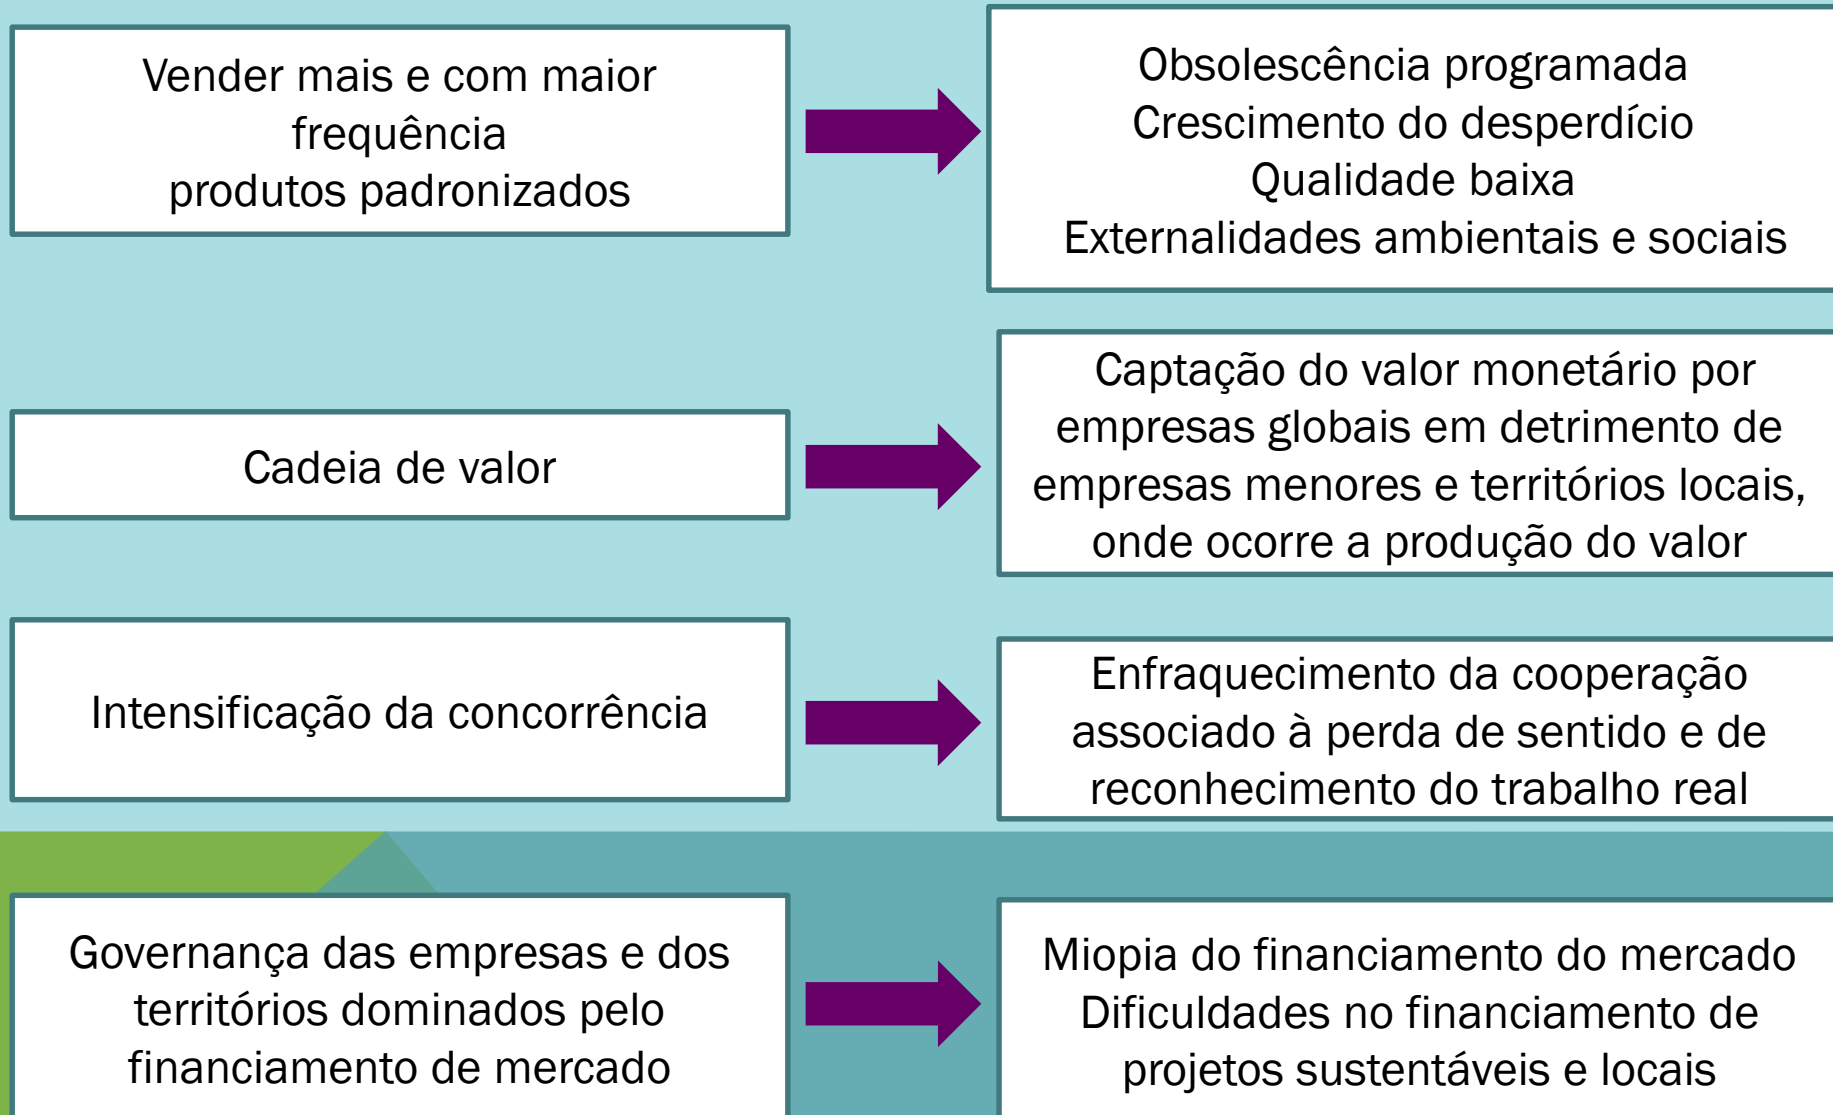 Vender mais e com maior
frequência
produtos padronizados
Obsolescência programada
Crescimento do desperdício
Qualidade baixa
Externalidades ambientais e sociais
Cadeia de valor
Captação do valor monetário por
empresas globais em detrimento de
empresas menores e territórios locais,
onde ocorre a produção do valor
Intensificação da concorrência
Enfraquecimento da cooperação
associado à perda de sentido e de
reconhecimento do trabalho real
Governança das empresas e dos
territórios dominados pelo
financiamento de mercado
Miopia do financiamento do mercado
Dificuldades no financiamento de
projetos sustentáveis e locais